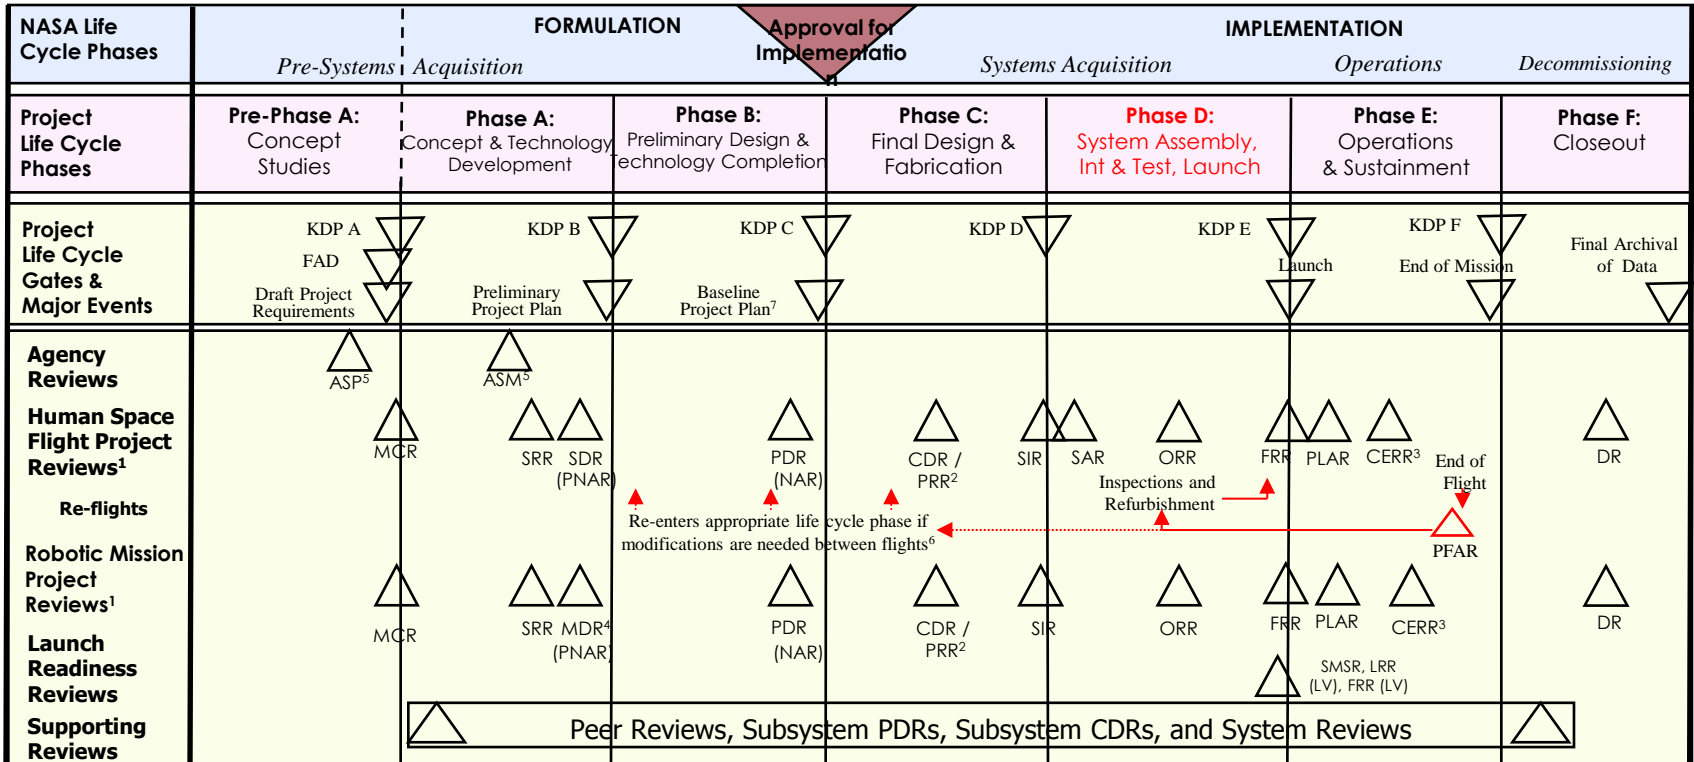 NASA Life
Cycle Phases
FORMULATION
Approval for
Implementatio
n
IMPLEMENTATION
Pre-Systems Acquisition
Systems Acquisition
Operations
Decommissioning
Project
Life Cycle
Phases
Pre-Phase A:
Concept
Studies
Phase A:
Concept & Technology
Development
Phase B:
Preliminary Design &
Technology Completion
Phase C:
Final Design &
Fabrication
Phase D:
System Assembly,
Int & Test, Launch
Phase E:
Operations
& Sustainment
Phase F:
Closeout
Project
Life Cycle
Gates &
Major Events
KDP A
FAD
Draft Project
Requirements
KDP B
Preliminary
Project Plan
KDP C
Baseline
Project Plan⁷
KDP D
KDP E
Launch
KDP F
End of Mission
Final Archival
of Data
Agency
Reviews
ASP⁵
ASM⁵
Human Space
Flight Project
Reviews¹
MCR
SRR
SDR
(PNAR)
PDR
(NAR)
CDR /
PRR²
SIR
SAR
ORR
FRR
PLAR
CERR³
End of
Flight
DR
Re-flights
Re-enters appropriate life cycle phase if
modifications are needed between flights⁶
Inspections and
Refurbishment
PFAR
Robotic Mission
Project
Reviews¹
MCR
SRR
MDR⁴
(PNAR)
PDR
(NAR)
CDR /
PRR²
SIR
ORR
FRR
PLAR
CERR³
DR
Launch
Readiness
Reviews
SMSR, LRR
(LV), FRR (LV)
Supporting
Reviews
Peer Reviews, Subsystem PDRs, Subsystem CDRs, and System Reviews